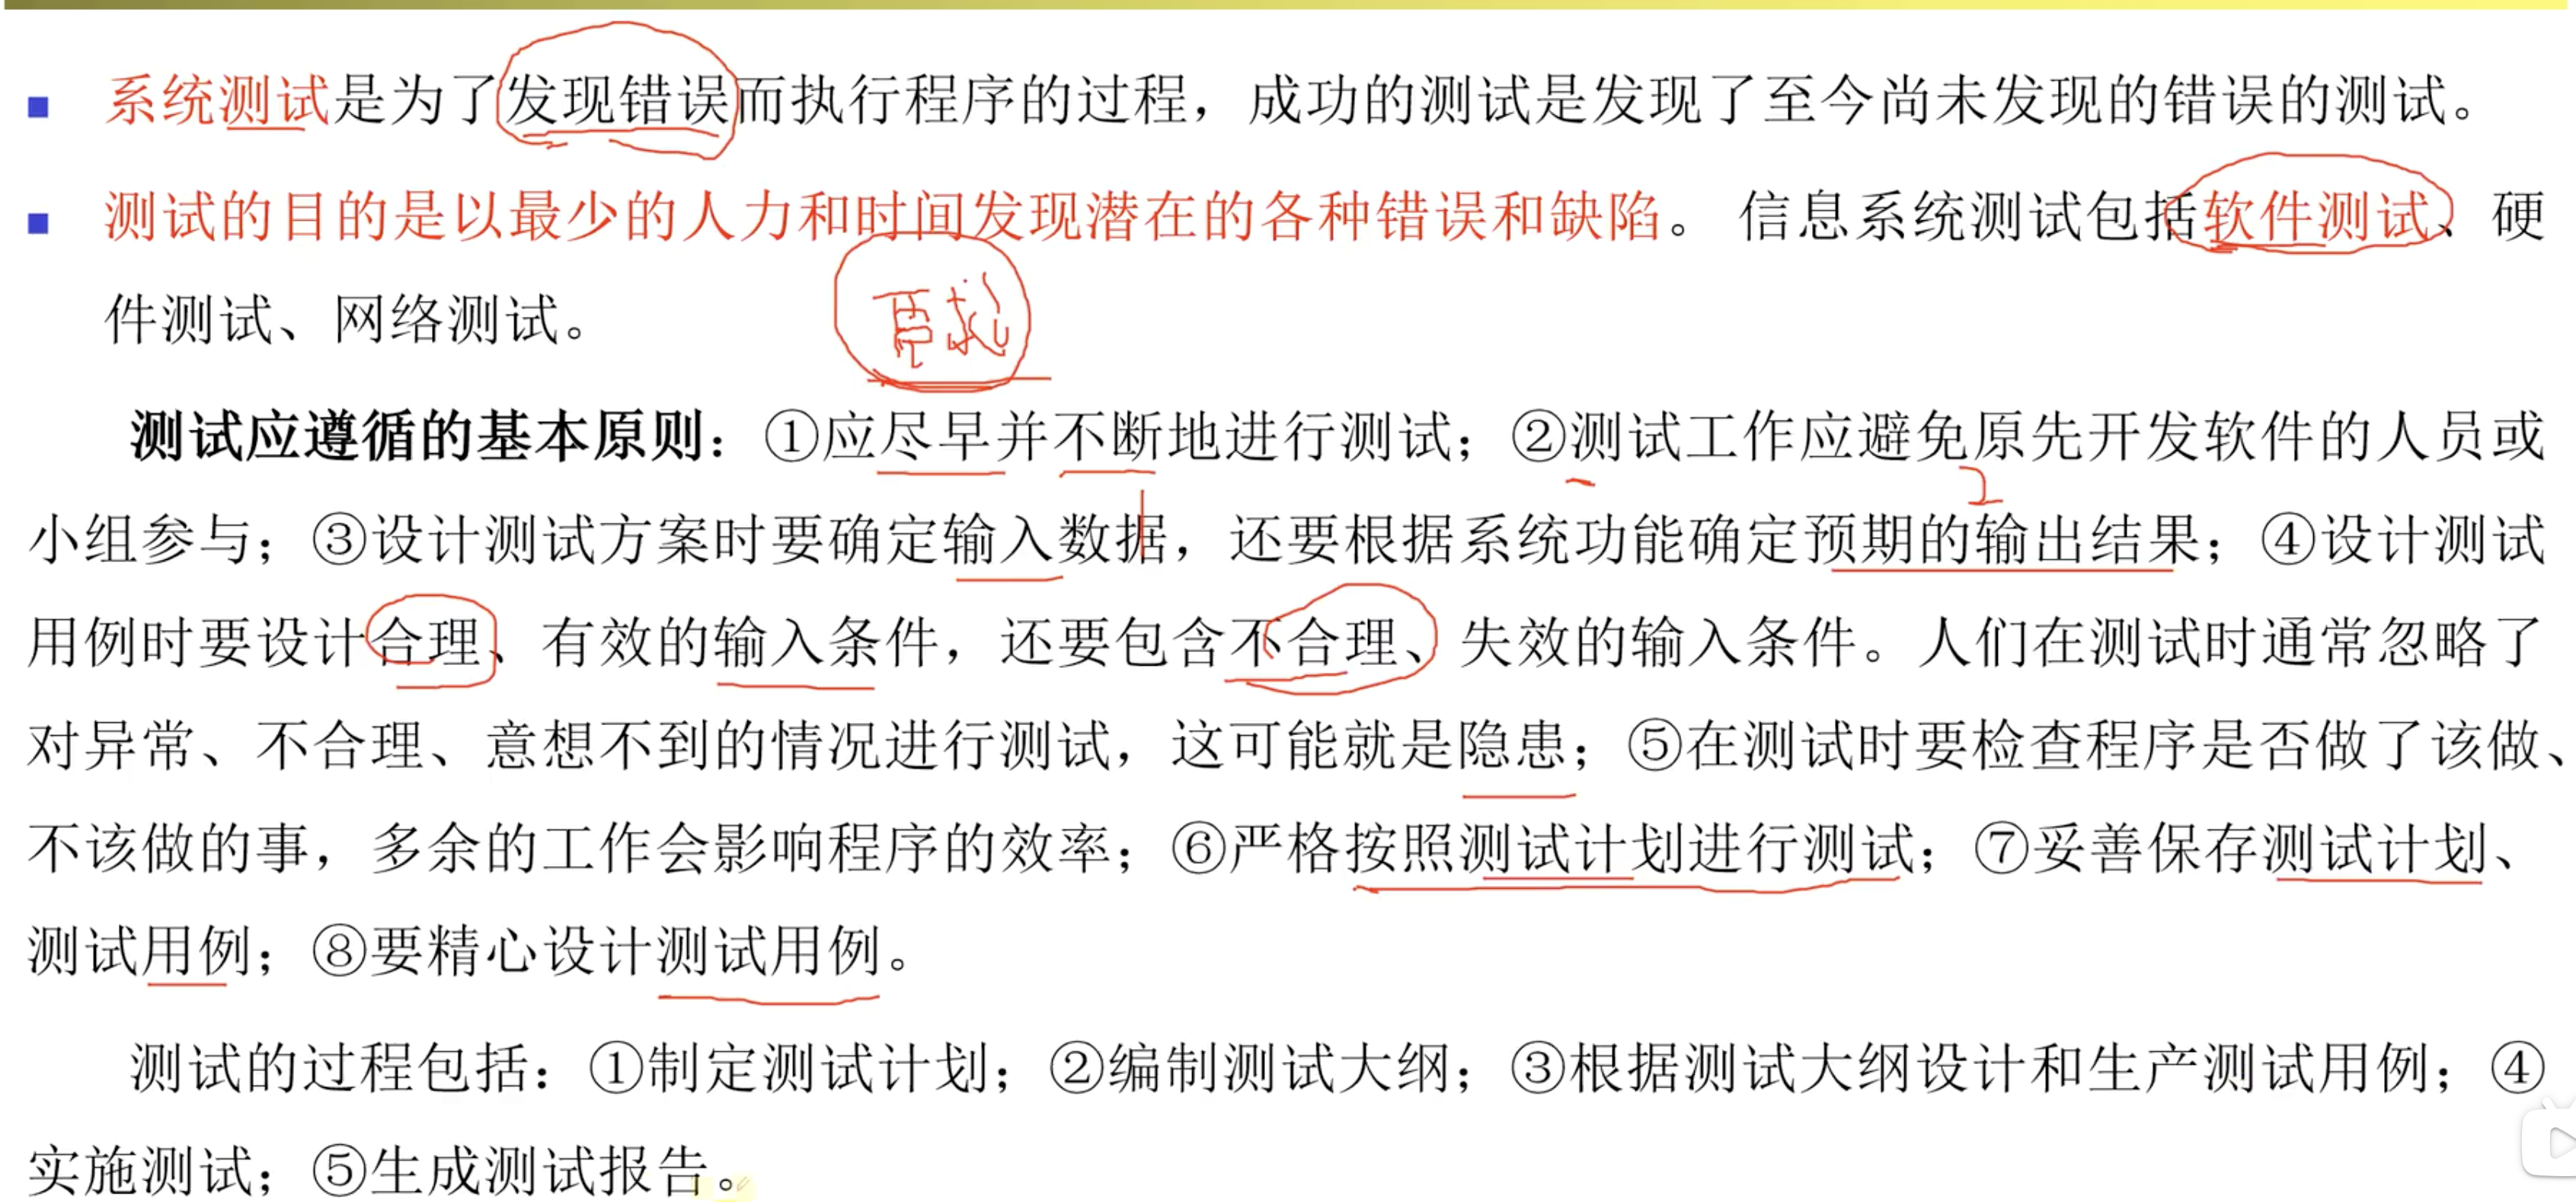 系统测试是为了发现错误而执行程序的过程，成功的测试是发现了至今尚未发现的错误的测试。
测试的目的是以最少的人力和时间发现潜在的各种错误和缺陷。 信息系统测试包括软件测试、硬
件测试、网络测试。
测试应遵循的基本原则：①应尽早并不断地进行测试；②测试工作应避免原先开发软件的人员或
小组参与；③设计测试方案时要确定输入数据，还要根据系统功能确定预期的输出结果；④设计测试
用例时要设计合理、有效的输入条件，还要包含不合理、失效的输入条件。人们在测试时通常忽略了
对异常、不合理、意想不到的情况进行测试，这可能就是隐患；⑤在测试时要检查程序是否做了该做、
不该做的事，多余的工作会影响程序的效率；⑥严格按照测试计划进行测试；⑦妥善保存测试计划、
测试用例；⑧要精心设计测试用例。
测试的过程包括：①制定测试计划；②编制测试大纲；③根据测试大纲设计和生产测试用例；④
实施测试；⑤生成测试报告。